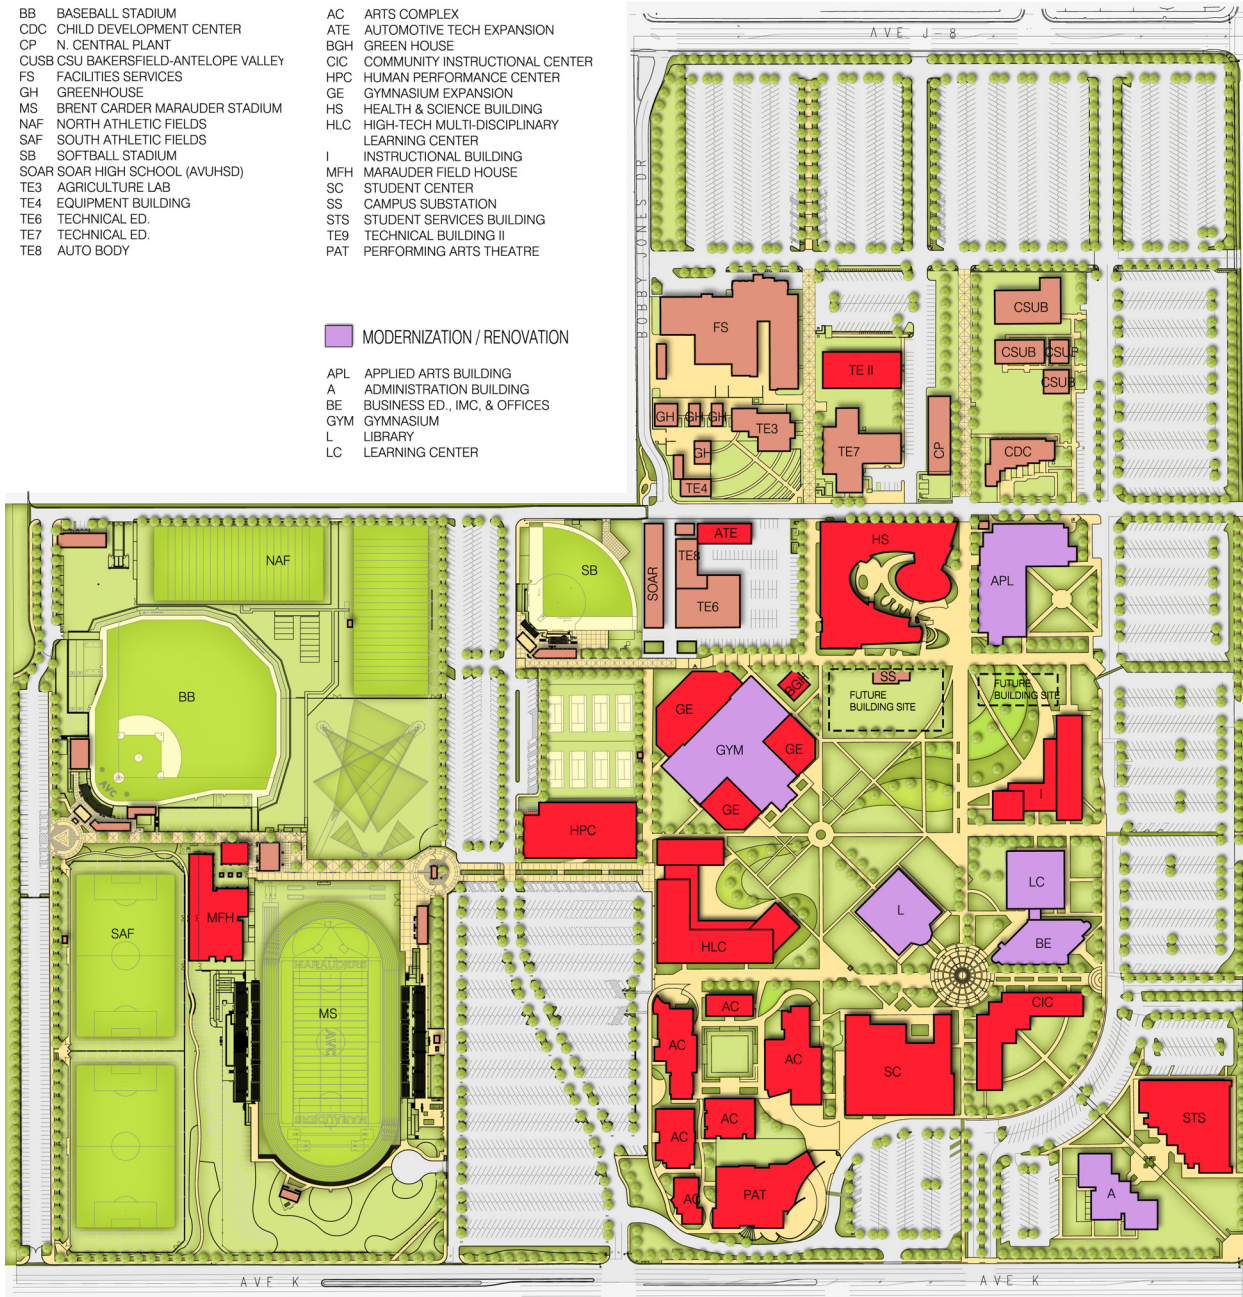 BB BASEBALL STADIUM
CDC CHILD DEVELOPMENT CENTER
CP N. CENTRAL PLANT
CUSB CSU BAKERSFIELD-ANTELOPE VALLEY
FS FACILITIES SERVICES
GH GREENHOUSE
MS BRENT CARDER MARAUDER STADIUM
NAF NORTH ATHLETIC FIELDS
SAF SOUTH ATHLETIC FIELDS
SB SOFTBALL STADIUM
SOAR SOAR HIGH SCHOOL (AVUHSD)
TE3 AGRICULTURE LAB
TE4 EQUIPMENT BUILDING
TE6 TECHNICAL ED.
TE7 TECHNICAL ED.
TE8 AUTO BODY
AC ARTS COMPLEX
ATE AUTOMOTIVE TECH EXPANSION
BGH GREEN HOUSE
CIC COMMUNITY INSTRUCTIONAL CENTER
HPC HUMAN PERFORMANCE CENTER
GE GYMNASIUM EXPANSION
HS HEALTH & SCIENCE BUILDING
HLC HIGH-TECH MULTI-DISCIPLINARY
LEARNING CENTER
I INSTRUCTIONAL BUILDING
MFH MARAUDER FIELD HOUSE
SC STUDENT CENTER
SS CAMPUS SUBSTATION
STS STUDENT SERVICES BUILDING
TE9 TECHNICAL BUILDING II
PAT PERFORMING ARTS THEATRE
MODERNIZATION / RENOVATION
APL APPLIED ARTS BUILDING
A ADMINISTRATION BUILDING
BE BUSINESS ED., IMC, & OFFICES
GYM GYMNASIUM
L LIBRARY
LC LEARNING CENTER
AVE J-8
BOBBY JONES DR
FS
CSUB
TE II
CSUB
CSUB
CSUB
GH
GH
GH
TE3
TE7
CP
CDC
GH
TE4
NAF
SB
SOAR
TE8
ATE
TE6
HS
APL
BB
AVC
GE
BGH
SS
FUTURE
BUILDING SITE
FUTURE
BUILDING SITE
GYM
GE
GE
I
HPC
LC
L
BE
SAF
MFH
HLC
MARAUDERS
MS
AVC
MARAUDERS
AC
AC
AC
AC
AC
AC
CIC
SC
STS
PAT
A
AVE K
AVE K